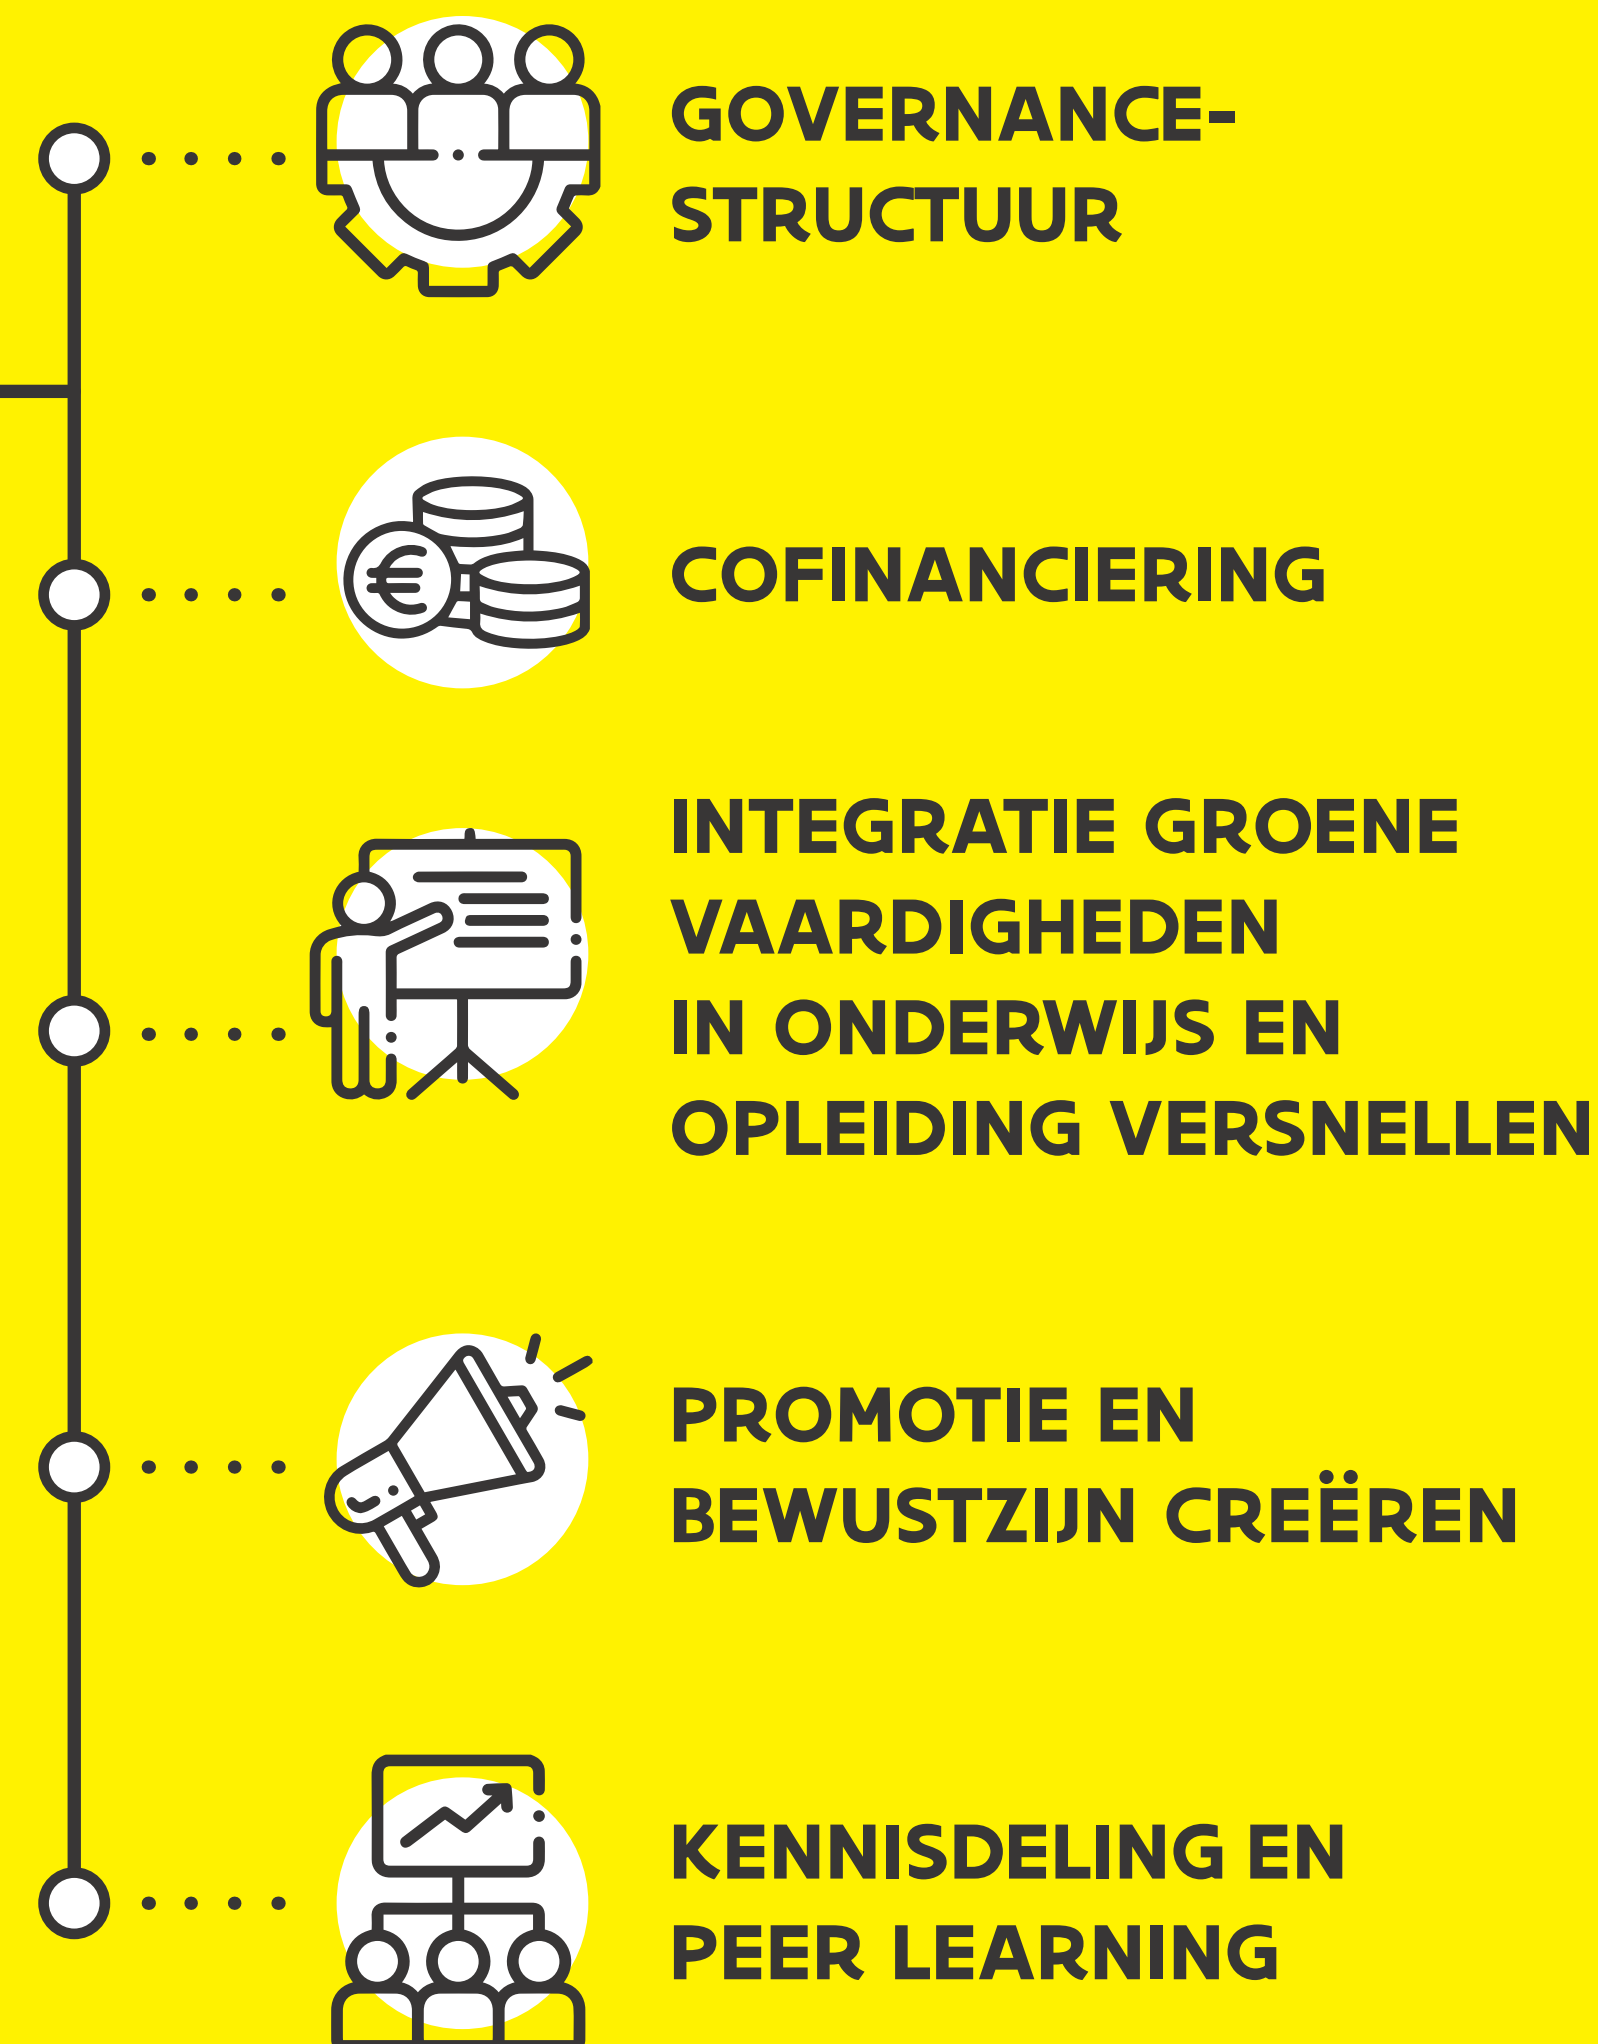 GOVERNANCE-
STRUCTUUR
COFINANCIERING
INTEGRATIE GROENE
VAARDIGHEDEN
IN ONDERWIJS EN
OPLEIDING VERSNELLEN
PROMOTIE EN
BEWUSTZIJN CREËREN
KENNISDELING EN
PEER LEARNING